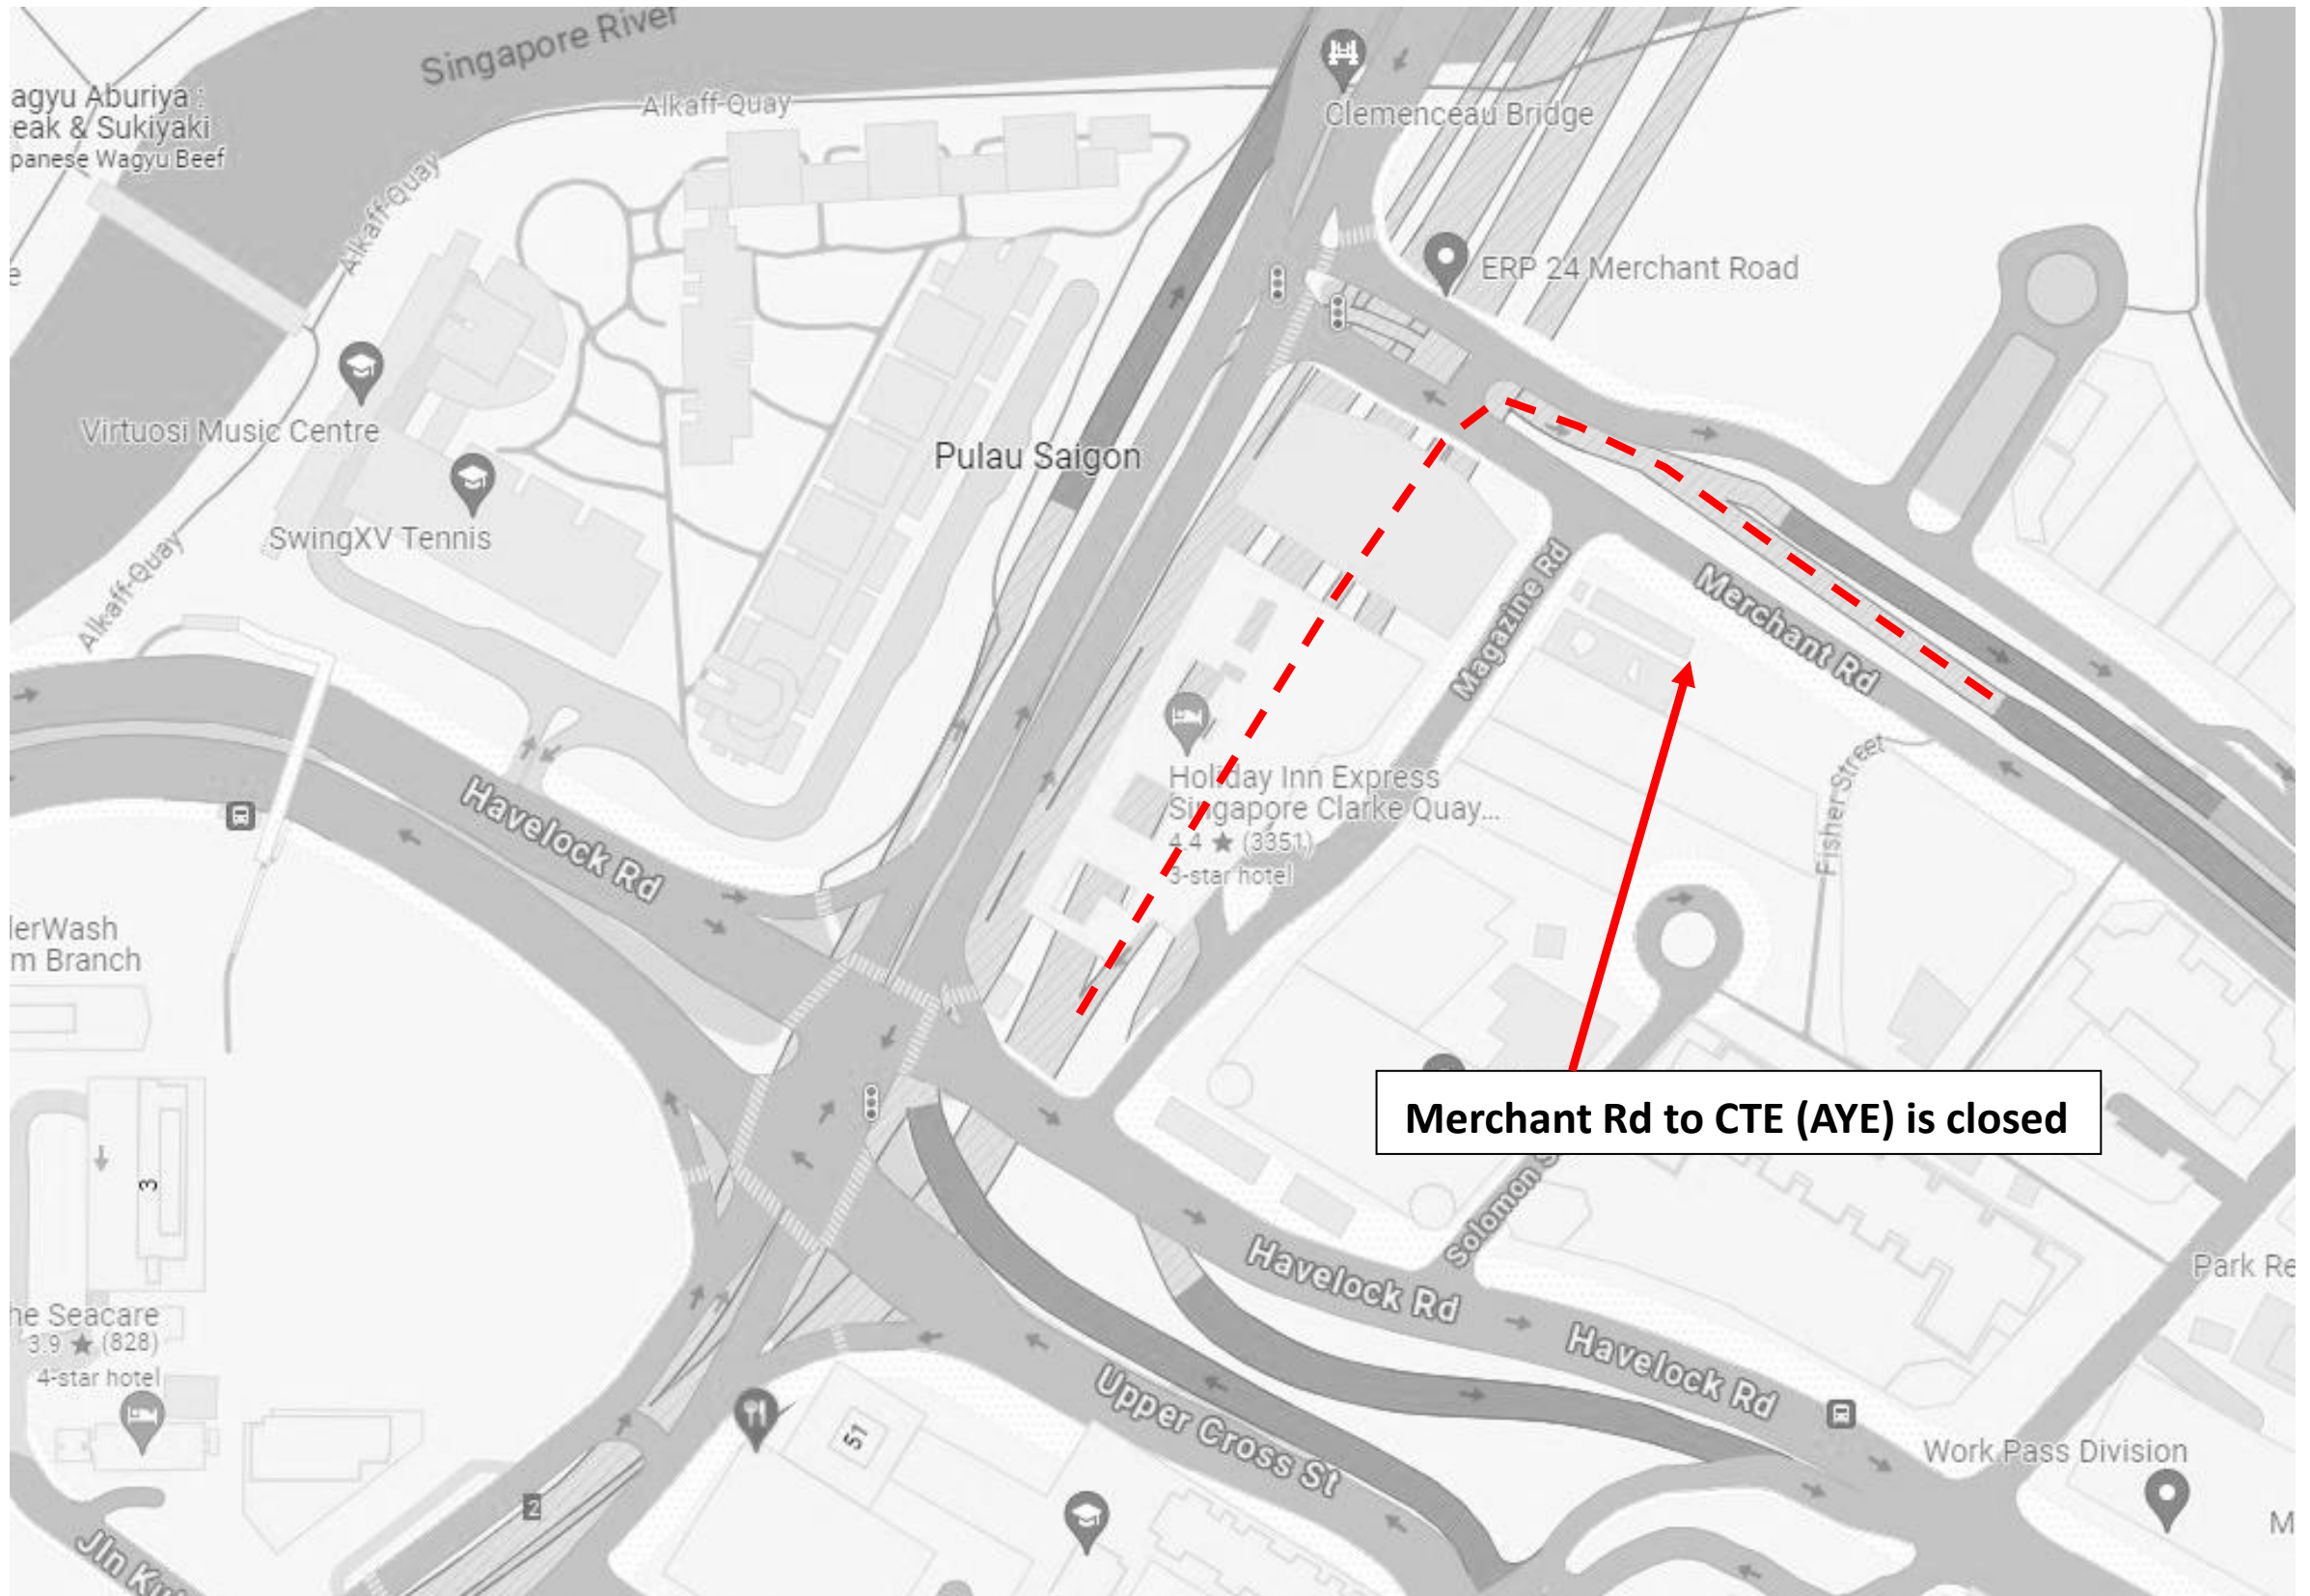 Singapore River
agyu Aburiya :
eak & Sukiyaki
panese Wagyu Beef
Alkaff Quay
Clemenceau Bridge
Alkaff Quay
ERP 24 Merchant Road
Virtuosi Music Centre
Pulau Saigon
SwingXV Tennis
Alkaff Quay
Magazine Rd
Merchant Rd
Holiday Inn Express
Singapore Clarke Quay...
4.4 ★ (3351)
3-star hotel
Fisher Street
Havelock Rd
lerWash
m Branch
Merchant Rd to CTE (AYE) is closed
3
Solomon S
Havelock Rd
Park Re
he Seacare
3.9 ★ (828)
4-star hotel
Havelock Rd
Upper Cross St
51
Work Pass Division
2
M
Jln Ku